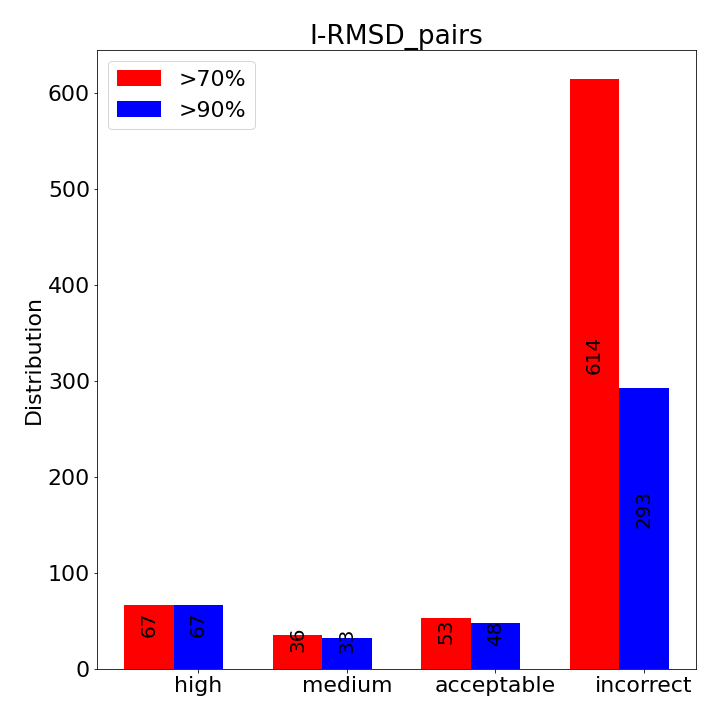 I-RMSD_pairs
>70%
>90%
Distribution
600
500
400
300
200
100
0
67
67
36
33
53
48
614
293
high
medium
acceptable
incorrect